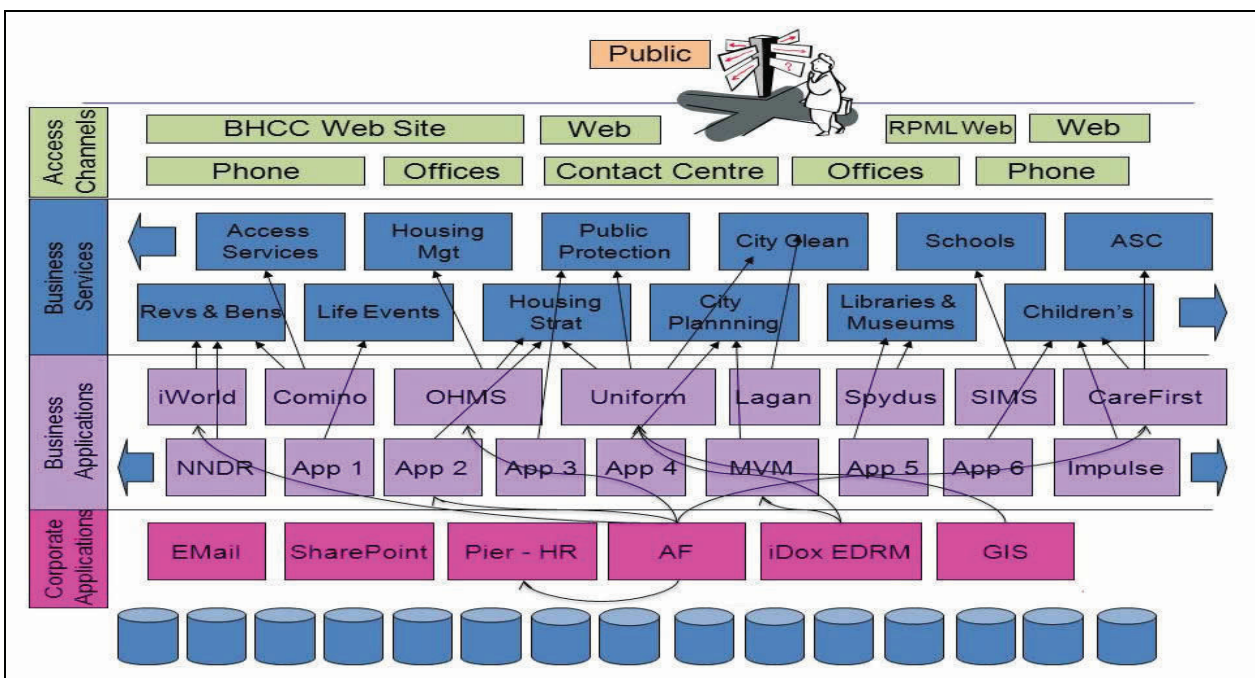 Public
Access
Channels
BHCC Web Site
Web
RPML Web
Web
Phone
Offices
Contact Centre
Offices
Phone
?
Business
Services
Access
Services
Housing
Mgt
Public
Protection
City Clean
Schools
ASC
Revs & Bens
Life Events
Housing
Strat
City
Plannning
Libraries &
Museums
Children's
Business
Applications
iWorld
Comino
OHMS
Uniform
Lagan
Spydus
SIMS
CareFirst
NNDR
App 1
App 2
App 3
App 4
MVM
App 5
App 6
Impulse
Corporate
Applications
EMail
SharePoint
Pier - HR
AF
iDox EDRM
GIS